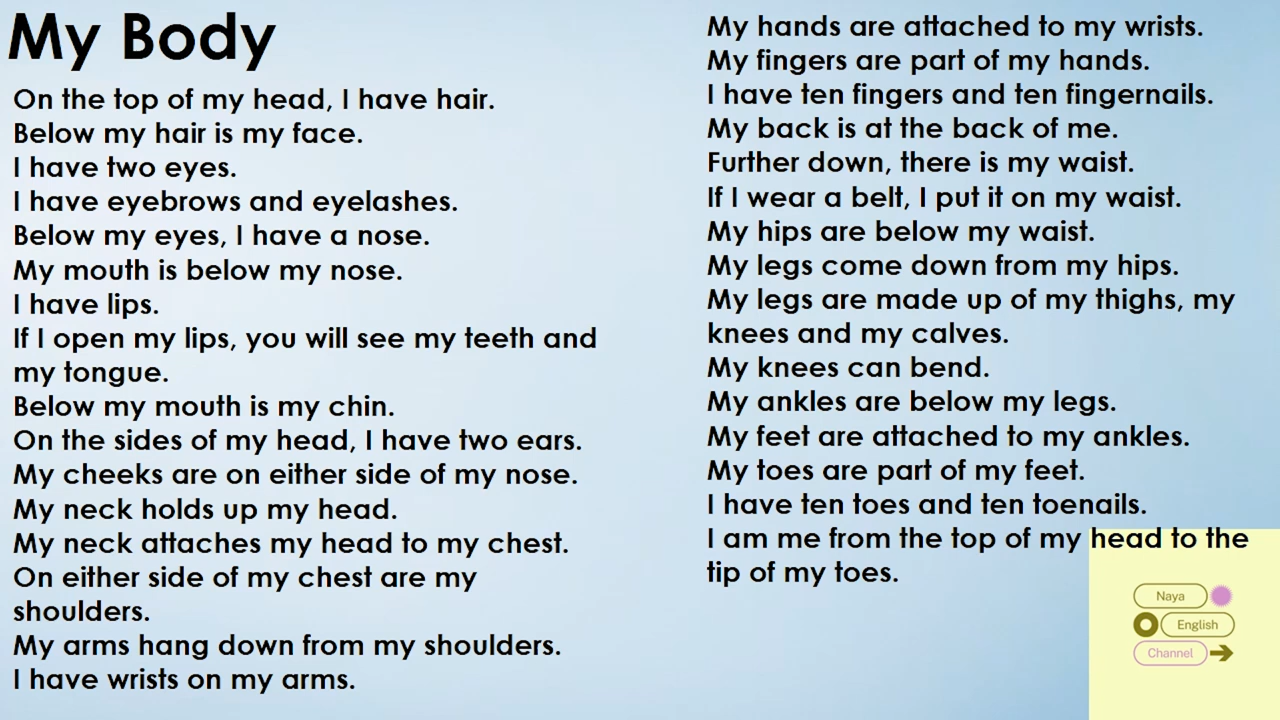 My Body
On the top of my head, I have hair.
Below my hair is my face.
I have two eyes.
I have eyebrows and eyelashes.
Below my eyes, I have a nose.
My mouth is below my nose.
I have lips.
If I open my lips, you will see my teeth and
my tongue.
Below my mouth is my chin.
On the sides of my head, I have two ears.
My cheeks are on either side of my nose.
My neck holds up my head.
My neck attaches my head to my chest.
On either side of my chest are my
shoulders.
My arms hang down from my shoulders.
I have wrists on my arms.
My hands are attached to my wrists.
My fingers are part of my hands.
I have ten fingers and ten fingernails.
My back is at the back of me.
Further down, there is my waist.
If I wear a belt, I put it on my waist.
My hips are below my waist.
My legs come down from my hips.
My legs are made up of my thighs, my
knees and my calves.
My knees can bend.
My ankles are below my legs.
My feet are attached to my ankles.
My toes are part of my feet.
I have ten toes and ten toenails.
I am me from the top of my head to the
tip of my toes.
Naya
English
Channel